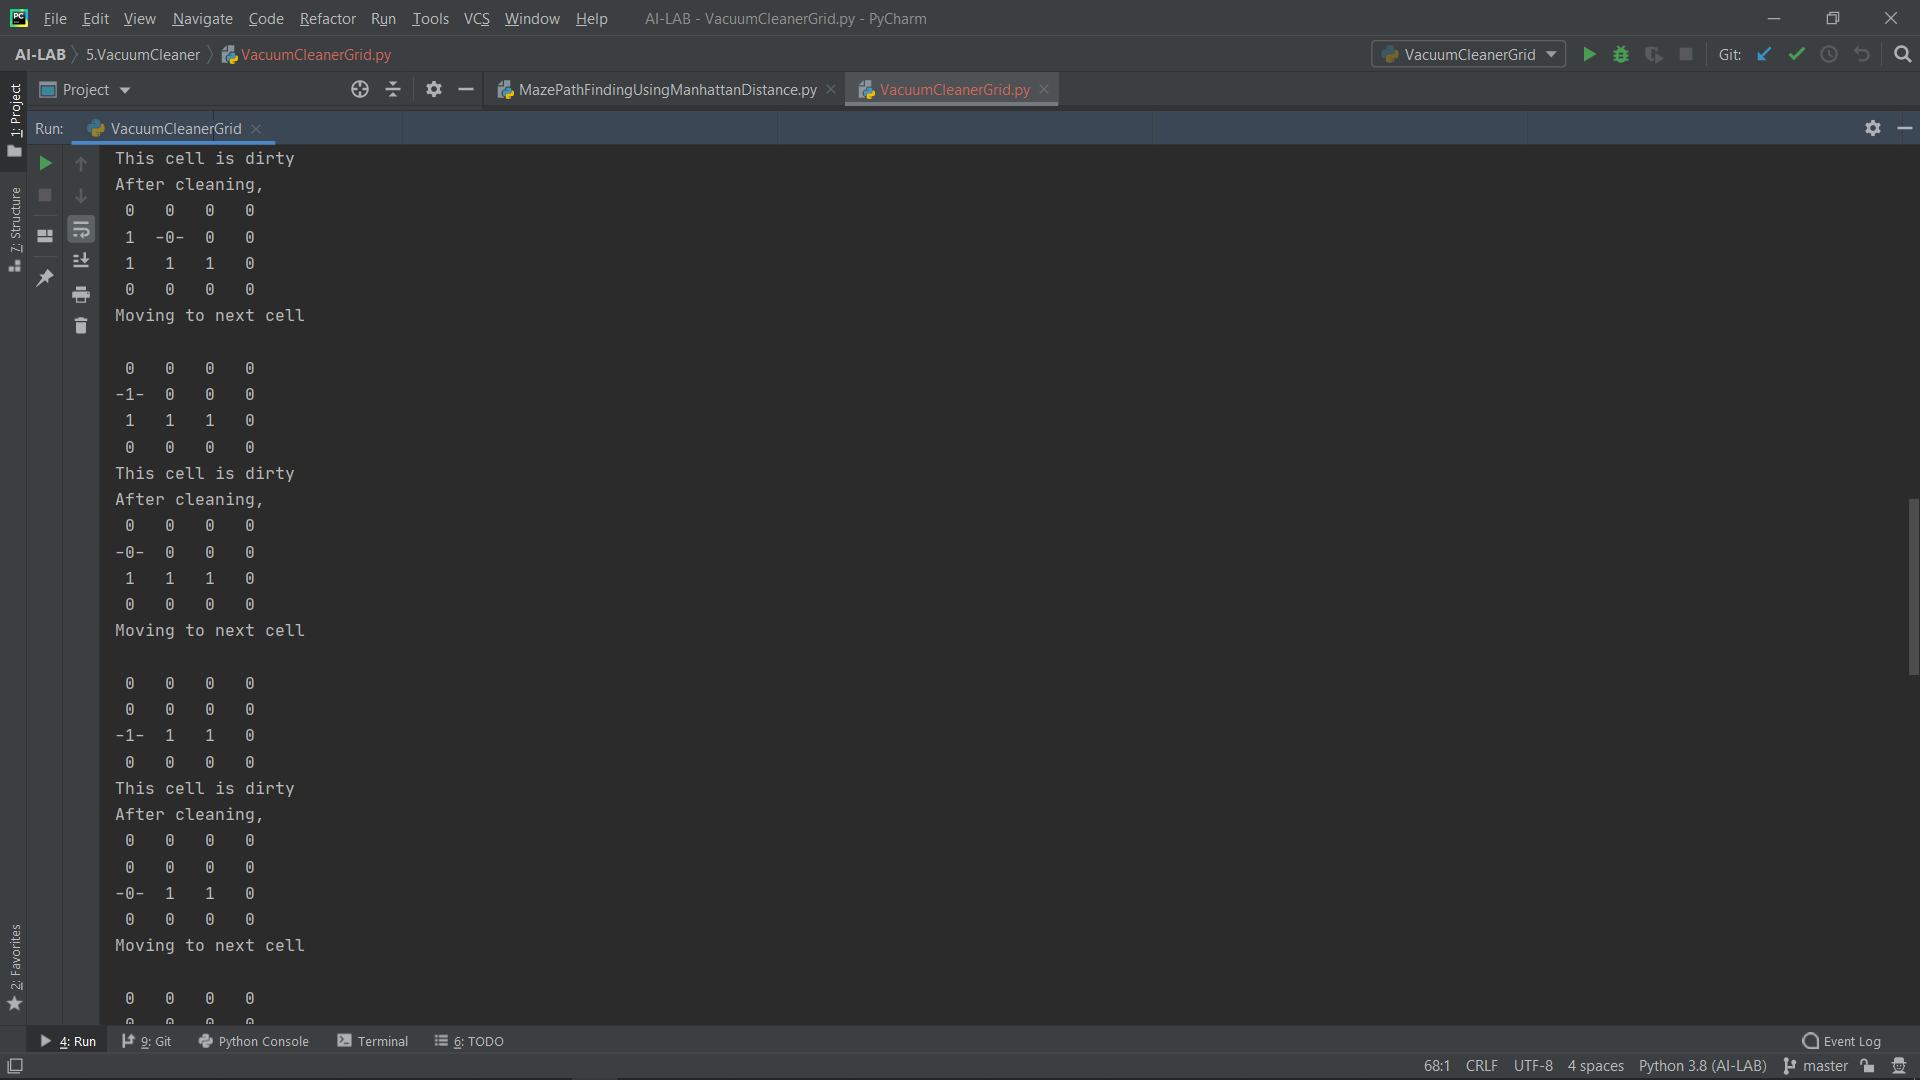 PC File Edit View Navigate Code Refactor Run Tools VCS Window Help AI-LAB - VacuumCleanerGrid.py - PyCharm
AI-LAB 5.VacuumCleaner VacuumCleanerGrid.py VacuumCleanerGrid Git:
1: Project
7: Structure
2: Favorites
Project MazePathFindingUsingManhattanDistance.py VacuumCleanerGrid.py
Run: VacuumCleanerGrid
This cell is dirty
After cleaning,
0 0 0 0
1 -0- 0 0
1 1 1 0
0 0 0 0
Moving to next cell
0 0 0 0
-1- 0 0 0
1 1 1 0
0 0 0 0
This cell is dirty
After cleaning,
0 0 0 0
-0- 0 0 0
1 1 1 0
0 0 0 0
Moving to next cell
0 0 0 0
0 0 0 0
-1- 1 1 0
0 0 0 0
This cell is dirty
After cleaning,
0 0 0 0
0 0 0 0
-0- 1 1 0
0 0 0 0
Moving to next cell
0 0 0 0
0 0 0 0
4: Run 9: Git Python Console Terminal 6: TODO Event Log
68:1 CRLF UTF-8 4 spaces Python 3.8 (AI-LAB) master